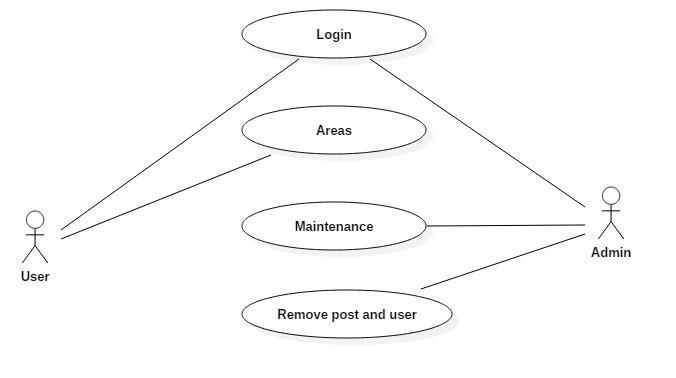 Login
Areas
Maintenance
Remove post and user
User
Admin